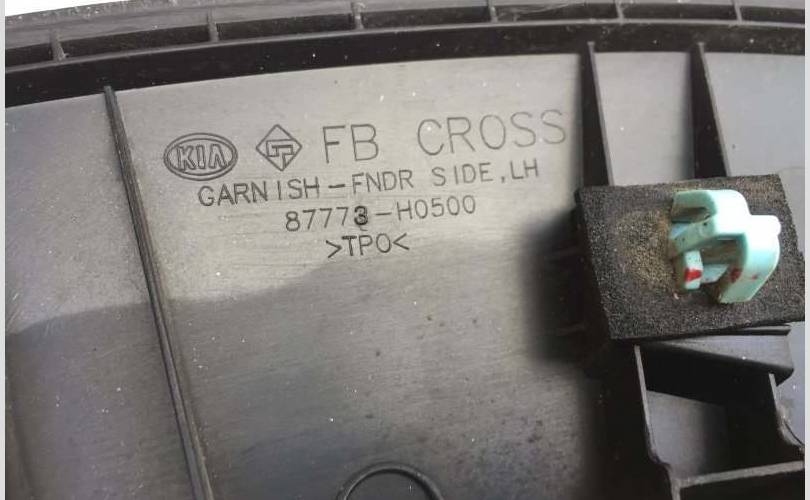 KIA FB CROSS
GARNISH-FNDR SIDE,LH
87773-H0500
>TPO<